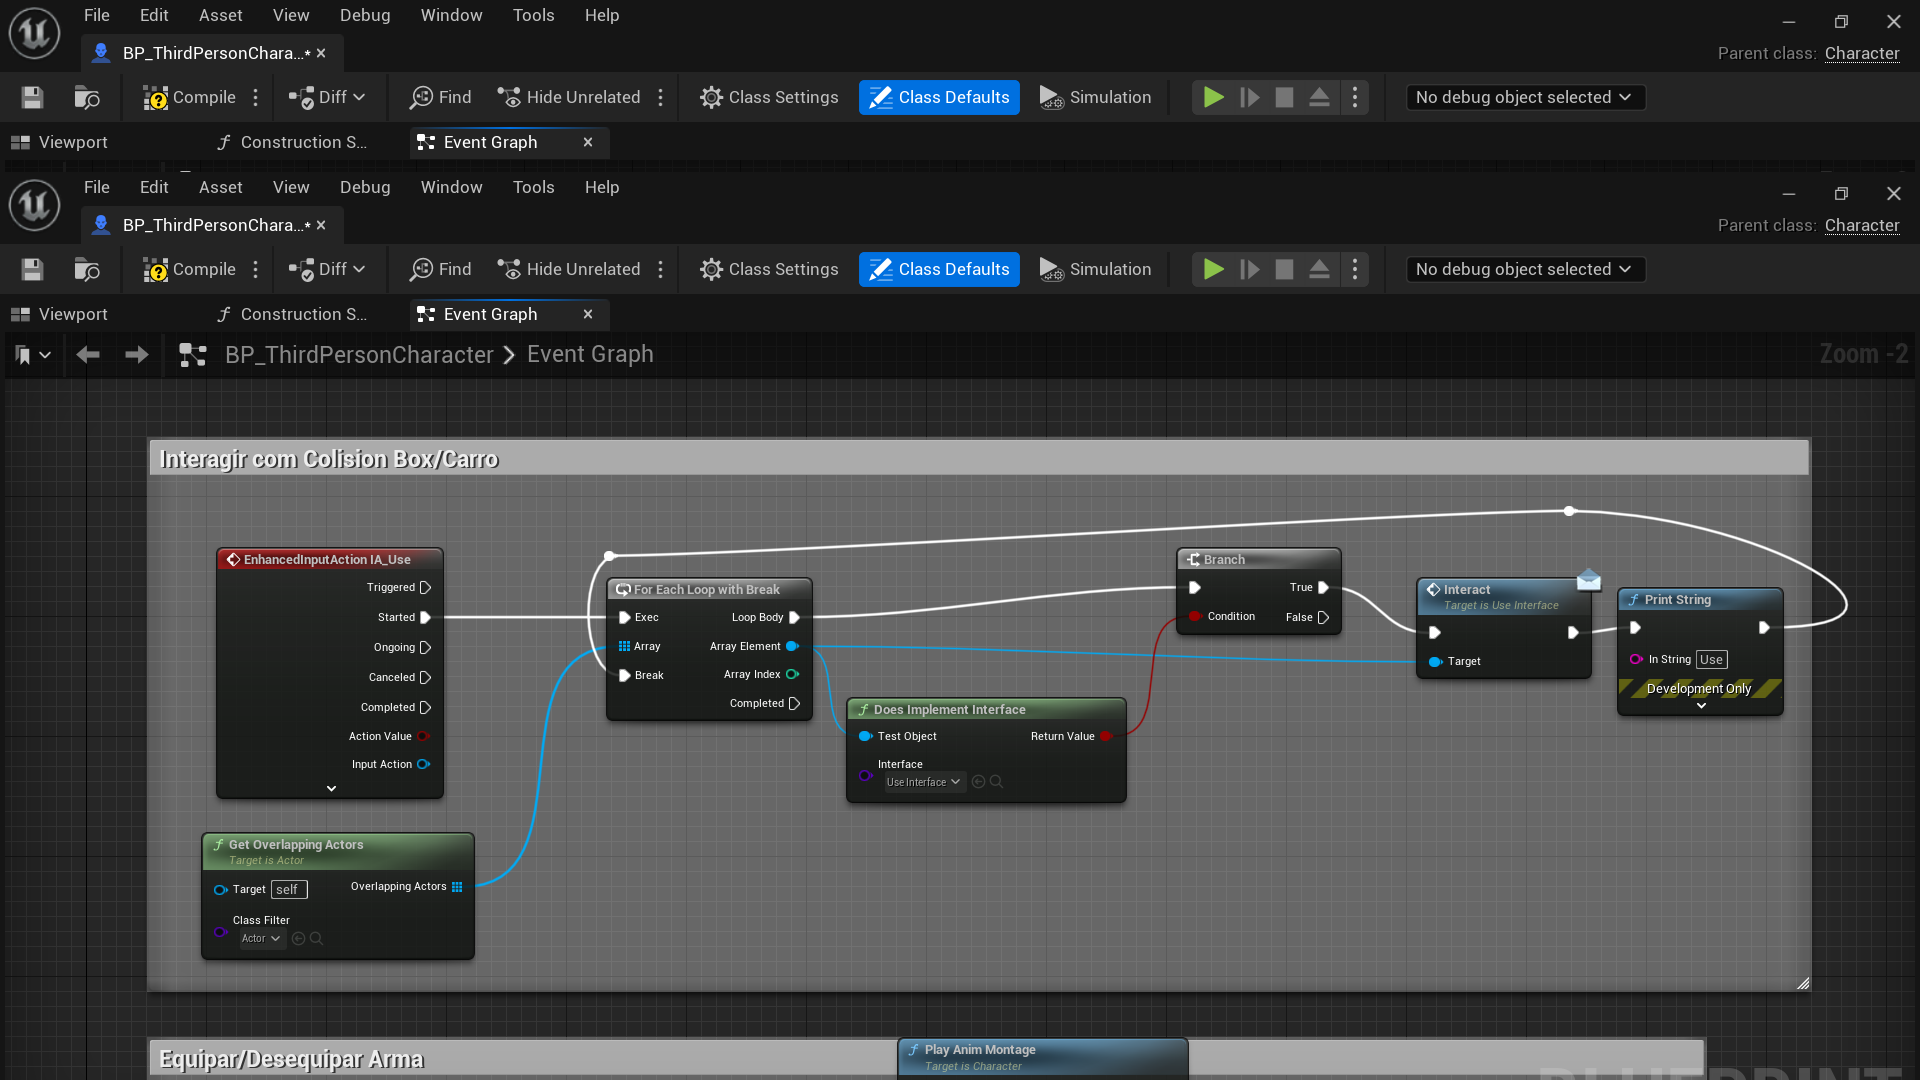 File Edit Asset View Debug Window Tools Help
BP_ThirdPersonChara...*
Parent class: Character
Compile Diff Find Hide Unrelated Class Settings Class Defaults Simulation No debug object selected
Viewport Construction S... Event Graph
File Edit Asset View Debug Window Tools Help
BP_ThirdPersonChara...*
Parent class: Character
Compile Diff Find Hide Unrelated Class Settings Class Defaults Simulation No debug object selected
Viewport Construction S... Event Graph
BP_ThirdPersonCharacter > Event Graph
Zoom -2
Interagir com Colision Box/Carro
EnhancedInputAction IA_Use
Triggered
Started
Ongoing
Canceled
Completed
Action Value
Input Action
Get Overlapping Actors
Target is Actor
Target self Overlapping Actors
Class Filter
Actor
For Each Loop with Break
Exec Loop Body
Array Array Element
Break Array Index
Completed
Does Implement Interface
Test Object Return Value
Interface
Use Interface
Branch
True
Condition False
Interact
Target is Use Interface
Target
Print String
In String Use
Development Only
Equipar/Desequipar Arma
Play Anim Montage
Target is Character
BLUEPRINT